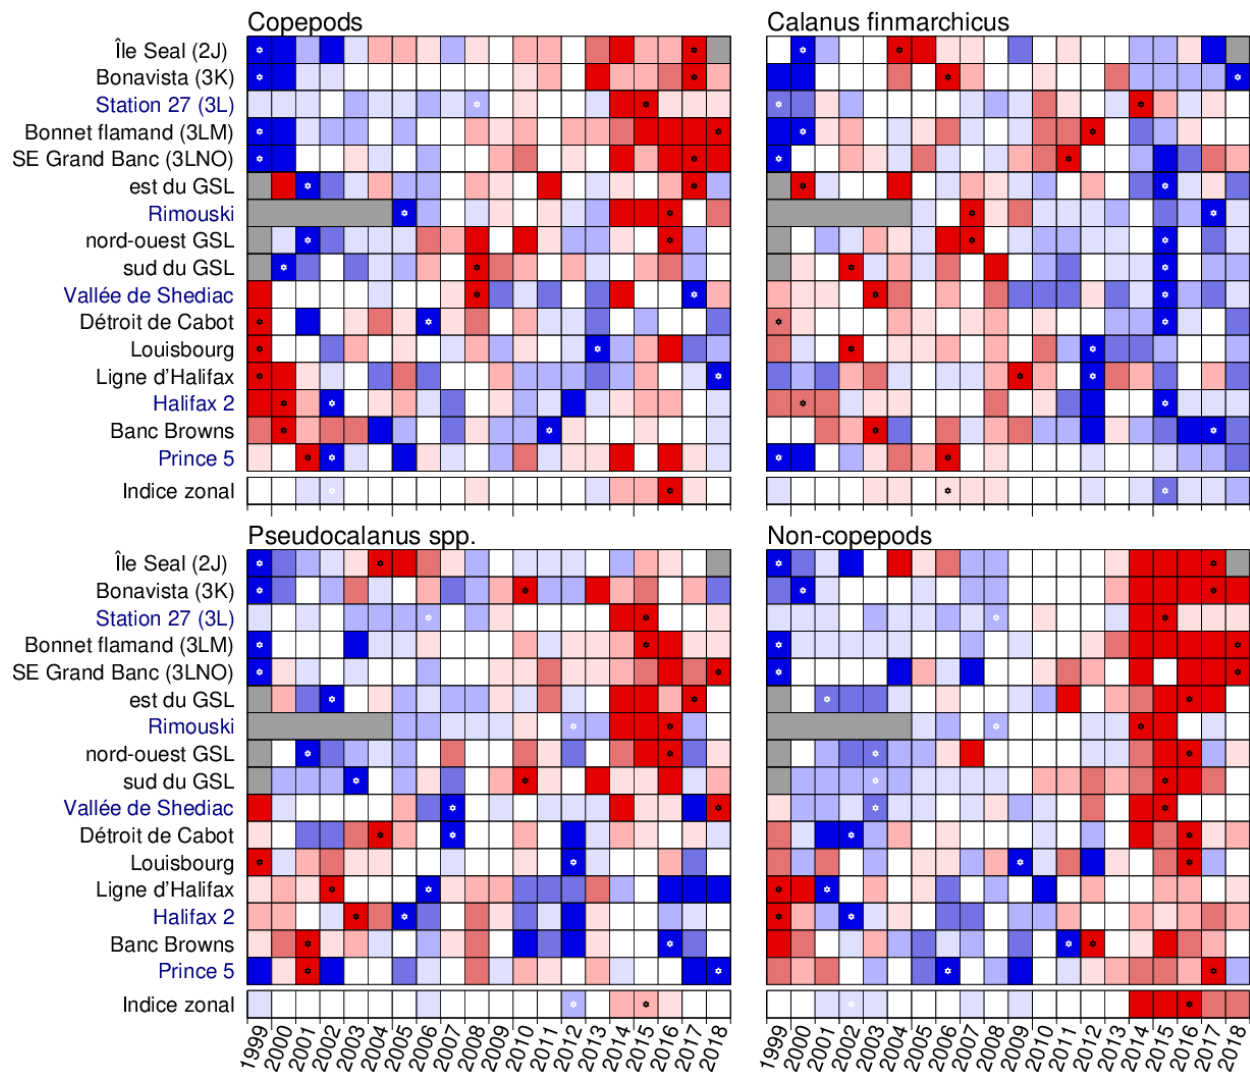 Copepods
Calanus finmarchicus
Île Seal (2J)
Bonavista (3K)
Station 27 (3L)
Bonnet flamand (3LM)
SE Grand Banc (3LNO)
est du GSL
Rimouski
nord-ouest GSL
sud du GSL
Vallée de Shediac
Détroit de Cabot
Louisbourg
Ligne d'Halifax
Halifax 2
Banc Browns
Prince 5
Indice zonal
Pseudocalanus spp.
Non-copepods
Île Seal (2J)
Bonavista (3K)
Station 27 (3L)
Bonnet flamand (3LM)
SE Grand Banc (3LNO)
est du GSL
Rimouski
nord-ouest GSL
sud du GSL
Vallée de Shediac
Détroit de Cabot
Louisbourg
Ligne d'Halifax
Halifax 2
Banc Browns
Prince 5
Indice zonal
1999 2000 2001 2002 2003 2004 2005 2006 2007 2008 2009 2010 2011 2012 2013 2014 2015 2016 2017 2018
1999 2000 2001 2002 2003 2004 2005 2006 2007 2008 2009 2010 2011 2012 2013 2014 2015 2016 2017 2018